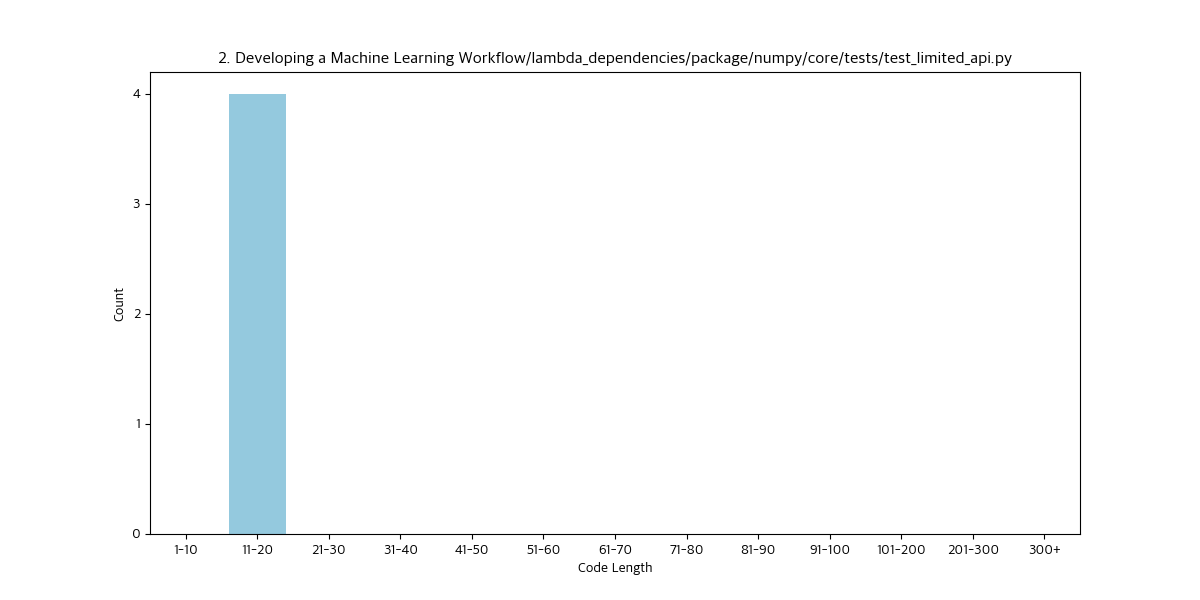 2. Developing a Machine Learning Workflow/lambda_dependencies/package/numpy/core/tests/test_limited_api.py
4
3
2
1
0
Count
1-10 11-20 21-30 31-40 41-50 51-60 61-70 71-80 81-90 91-100 101-200 201-300 300+
Code Length